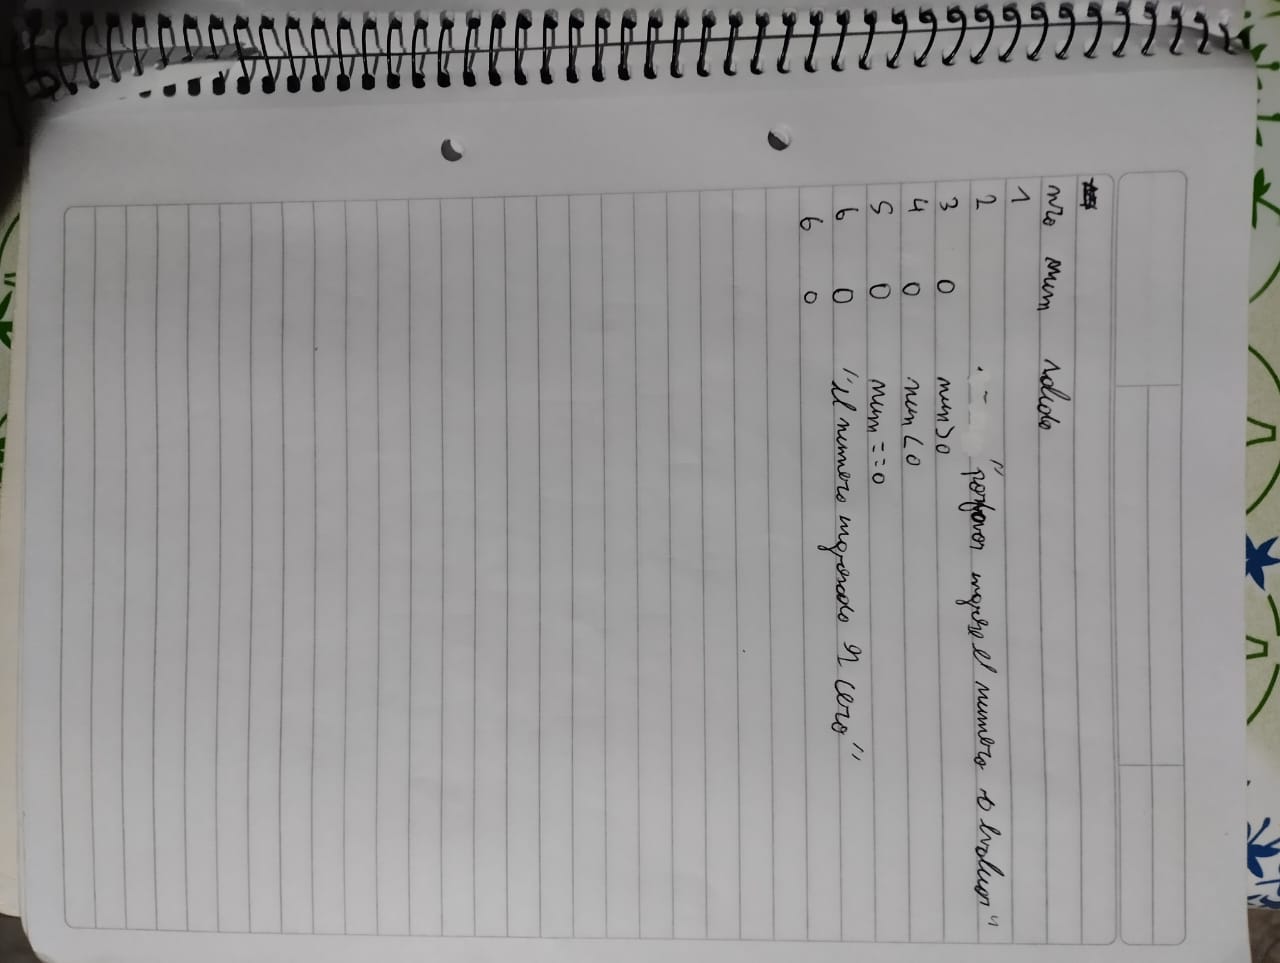 nro num salida
1
2 "porfavor ingrese el numero a evaluar"
3 0 num>0
4 0 num<0
5 0 num==0
6 0 "el numero ingresado es cero"
6 0